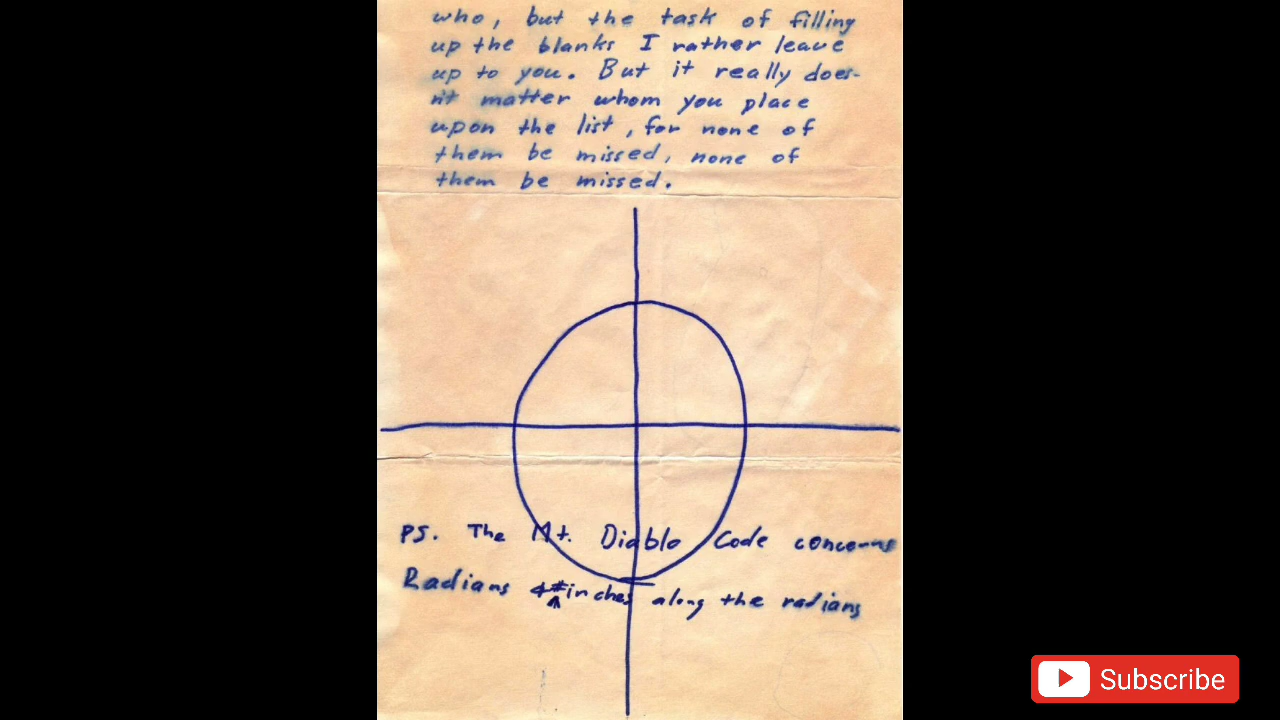 who, but the task of filling
up the blanks I rather leave
up to you. But it really does-
n't matter whom you place
upon the list, for none of
them be missed, none of
them be missed.
PS. The Mt. Diablo Code concerns
Radians & # inches along the radians
Subscribe